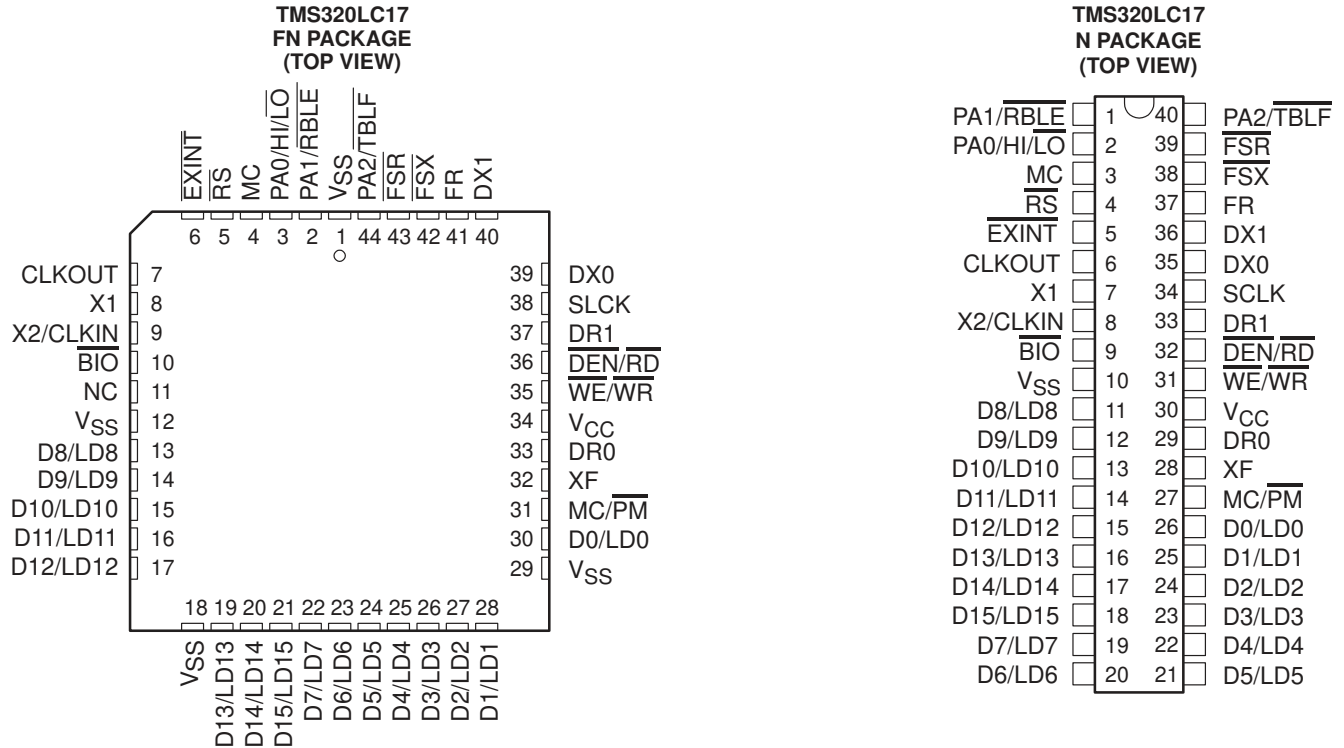 TMS320LC17
FN PACKAGE
(TOP VIEW)
EXINT
RS
MC
PA0/HI/LO
PA1/RBLE
VSS
PA2/TBLF
FSR
FSX
FR
DX1
6 5 4 3 2 1 44 43 42 41 40
CLKOUT 7
X1 8
X2/CLKIN 9
BIO 10
NC 11
VSS 12
D8/LD8 13
D9/LD9 14
D10/LD10 15
D11/LD11 16
D12/LD12 17
39 DX0
38 SLCK
37 DR1
36 DEN/RD
35 WE/WR
34 VCC
33 DR0
32 XF
31 MC/PM
30 D0/LD0
29 VSS
18 19 20 21 22 23 24 25 26 27 28
VSS
D13/LD13
D14/LD14
D15/LD15
D7/LD7
D6/LD6
D5/LD5
D4/LD4
D3/LD3
D2/LD2
D1/LD1
TMS320LC17
N PACKAGE
(TOP VIEW)
PA1/RBLE 1 40 PA2/TBLF
PA0/HI/LO 2 39 FSR
MC 3 38 FSX
RS 4 37 FR
EXINT 5 36 DX1
CLKOUT 6 35 DX0
X1 7 34 SCLK
X2/CLKIN 8 33 DR1
BIO 9 32 DEN/RD
VSS 10 31 WE/WR
D8/LD8 11 30 VCC
D9/LD9 12 29 DR0
D10/LD10 13 28 XF
D11/LD11 14 27 MC/PM
D12/LD12 15 26 D0/LD0
D13/LD13 16 25 D1/LD1
D14/LD14 17 24 D2/LD2
D15/LD15 18 23 D3/LD3
D7/LD7 19 22 D4/LD4
D6/LD6 20 21 D5/LD5